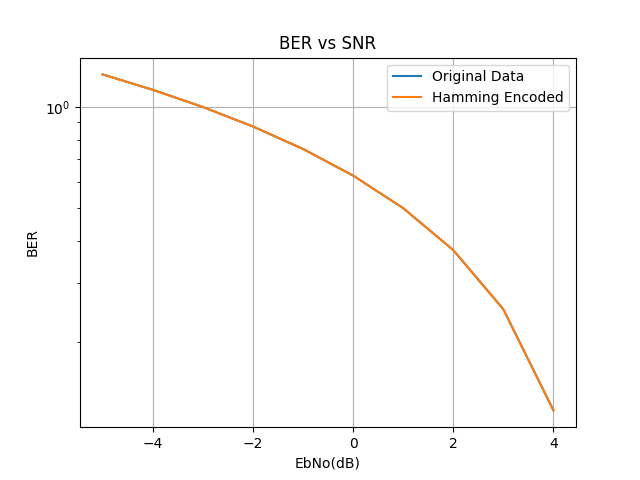 BER vs SNR
Original Data
Hamming Encoded
10⁰
BER
−4
−2
0
2
4
EbNo(dB)